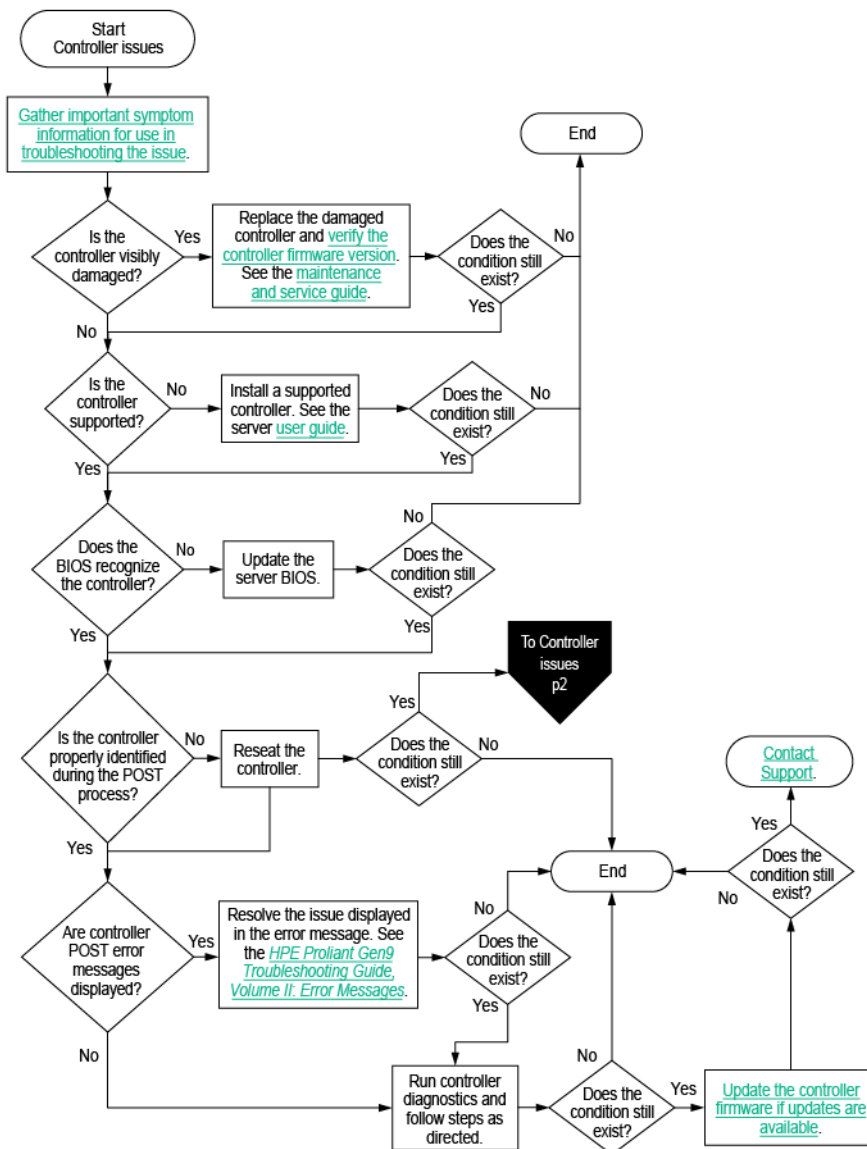 Start
Controller issues
Gather important symptom
information for use in
troubleshooting the issue.
End
Is the
controller visibly
damaged?
Yes
No
Replace the damaged
controller and verify the
controller firmware version.
See the maintenance
and service guide.
Does the
condition still
exist?
No
Yes
Is the
controller
supported?
No
Yes
Install a supported
controller. See the
server user guide.
Does the
condition still
exist?
No
Yes
Does the
BIOS recognize
the controller?
No
Yes
Update the
server BIOS.
Does the
condition still
exist?
No
Yes
To Controller
issues
p2
Is the controller
properly identified
during the POST
process?
No
Yes
Reseat the
controller.
Does the
condition still
exist?
Yes
No
End
Contact
Support.
Yes
Does the
condition still
exist?
No
Are controller
POST error
messages
displayed?
Yes
No
Resolve the issue displayed
in the error message. See
the HPE Proliant Gen9
Troubleshooting Guide,
Volume II: Error Messages.
Does the
condition still
exist?
No
Yes
Run controller
diagnostics and
follow steps as
directed.
Does the
condition still
exist?
No
Yes
Update the controller
firmware if updates are
available.